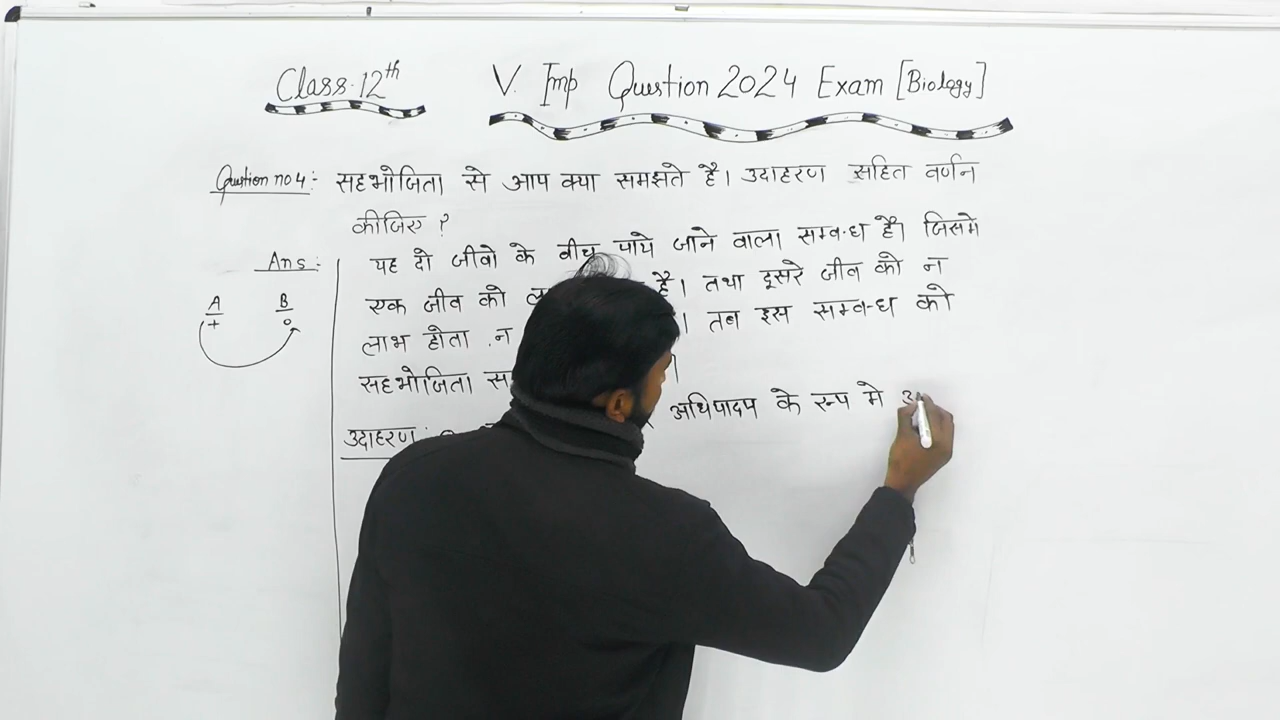 Class. 12th
V. Imp Question 2024 Exam [Biology]
Question no 4:- सहभोजिता से आप क्या समझते है। उदाहरण सहित वर्णन
कीजिए ?
Ans:
यह दो जीवो के बीच पाये जाने वाला सम्बन्ध है। जिसमे
एक जीव को है। तथा दूसरे जीव को न
लाभ होता न । तब इस सम्बन्ध को
सहभोजिता ।
उदाहरण: अधिपादप के रूप मे
A B
+ 0